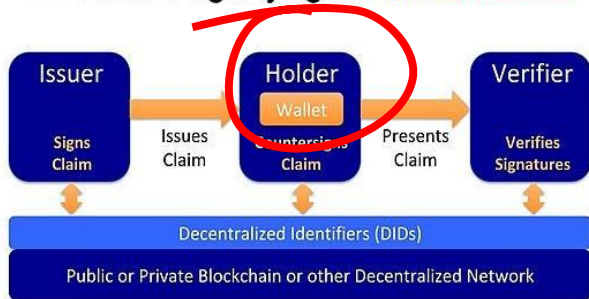 Issuer
Signs
Claim
Issues
Claim
Holder
Wallet
Countersigns
Claim
Presents
Claim
Verifier
Verifies
Signatures
Decentralized Identifiers (DIDs)
Public or Private Blockchain or other Decentralized Network